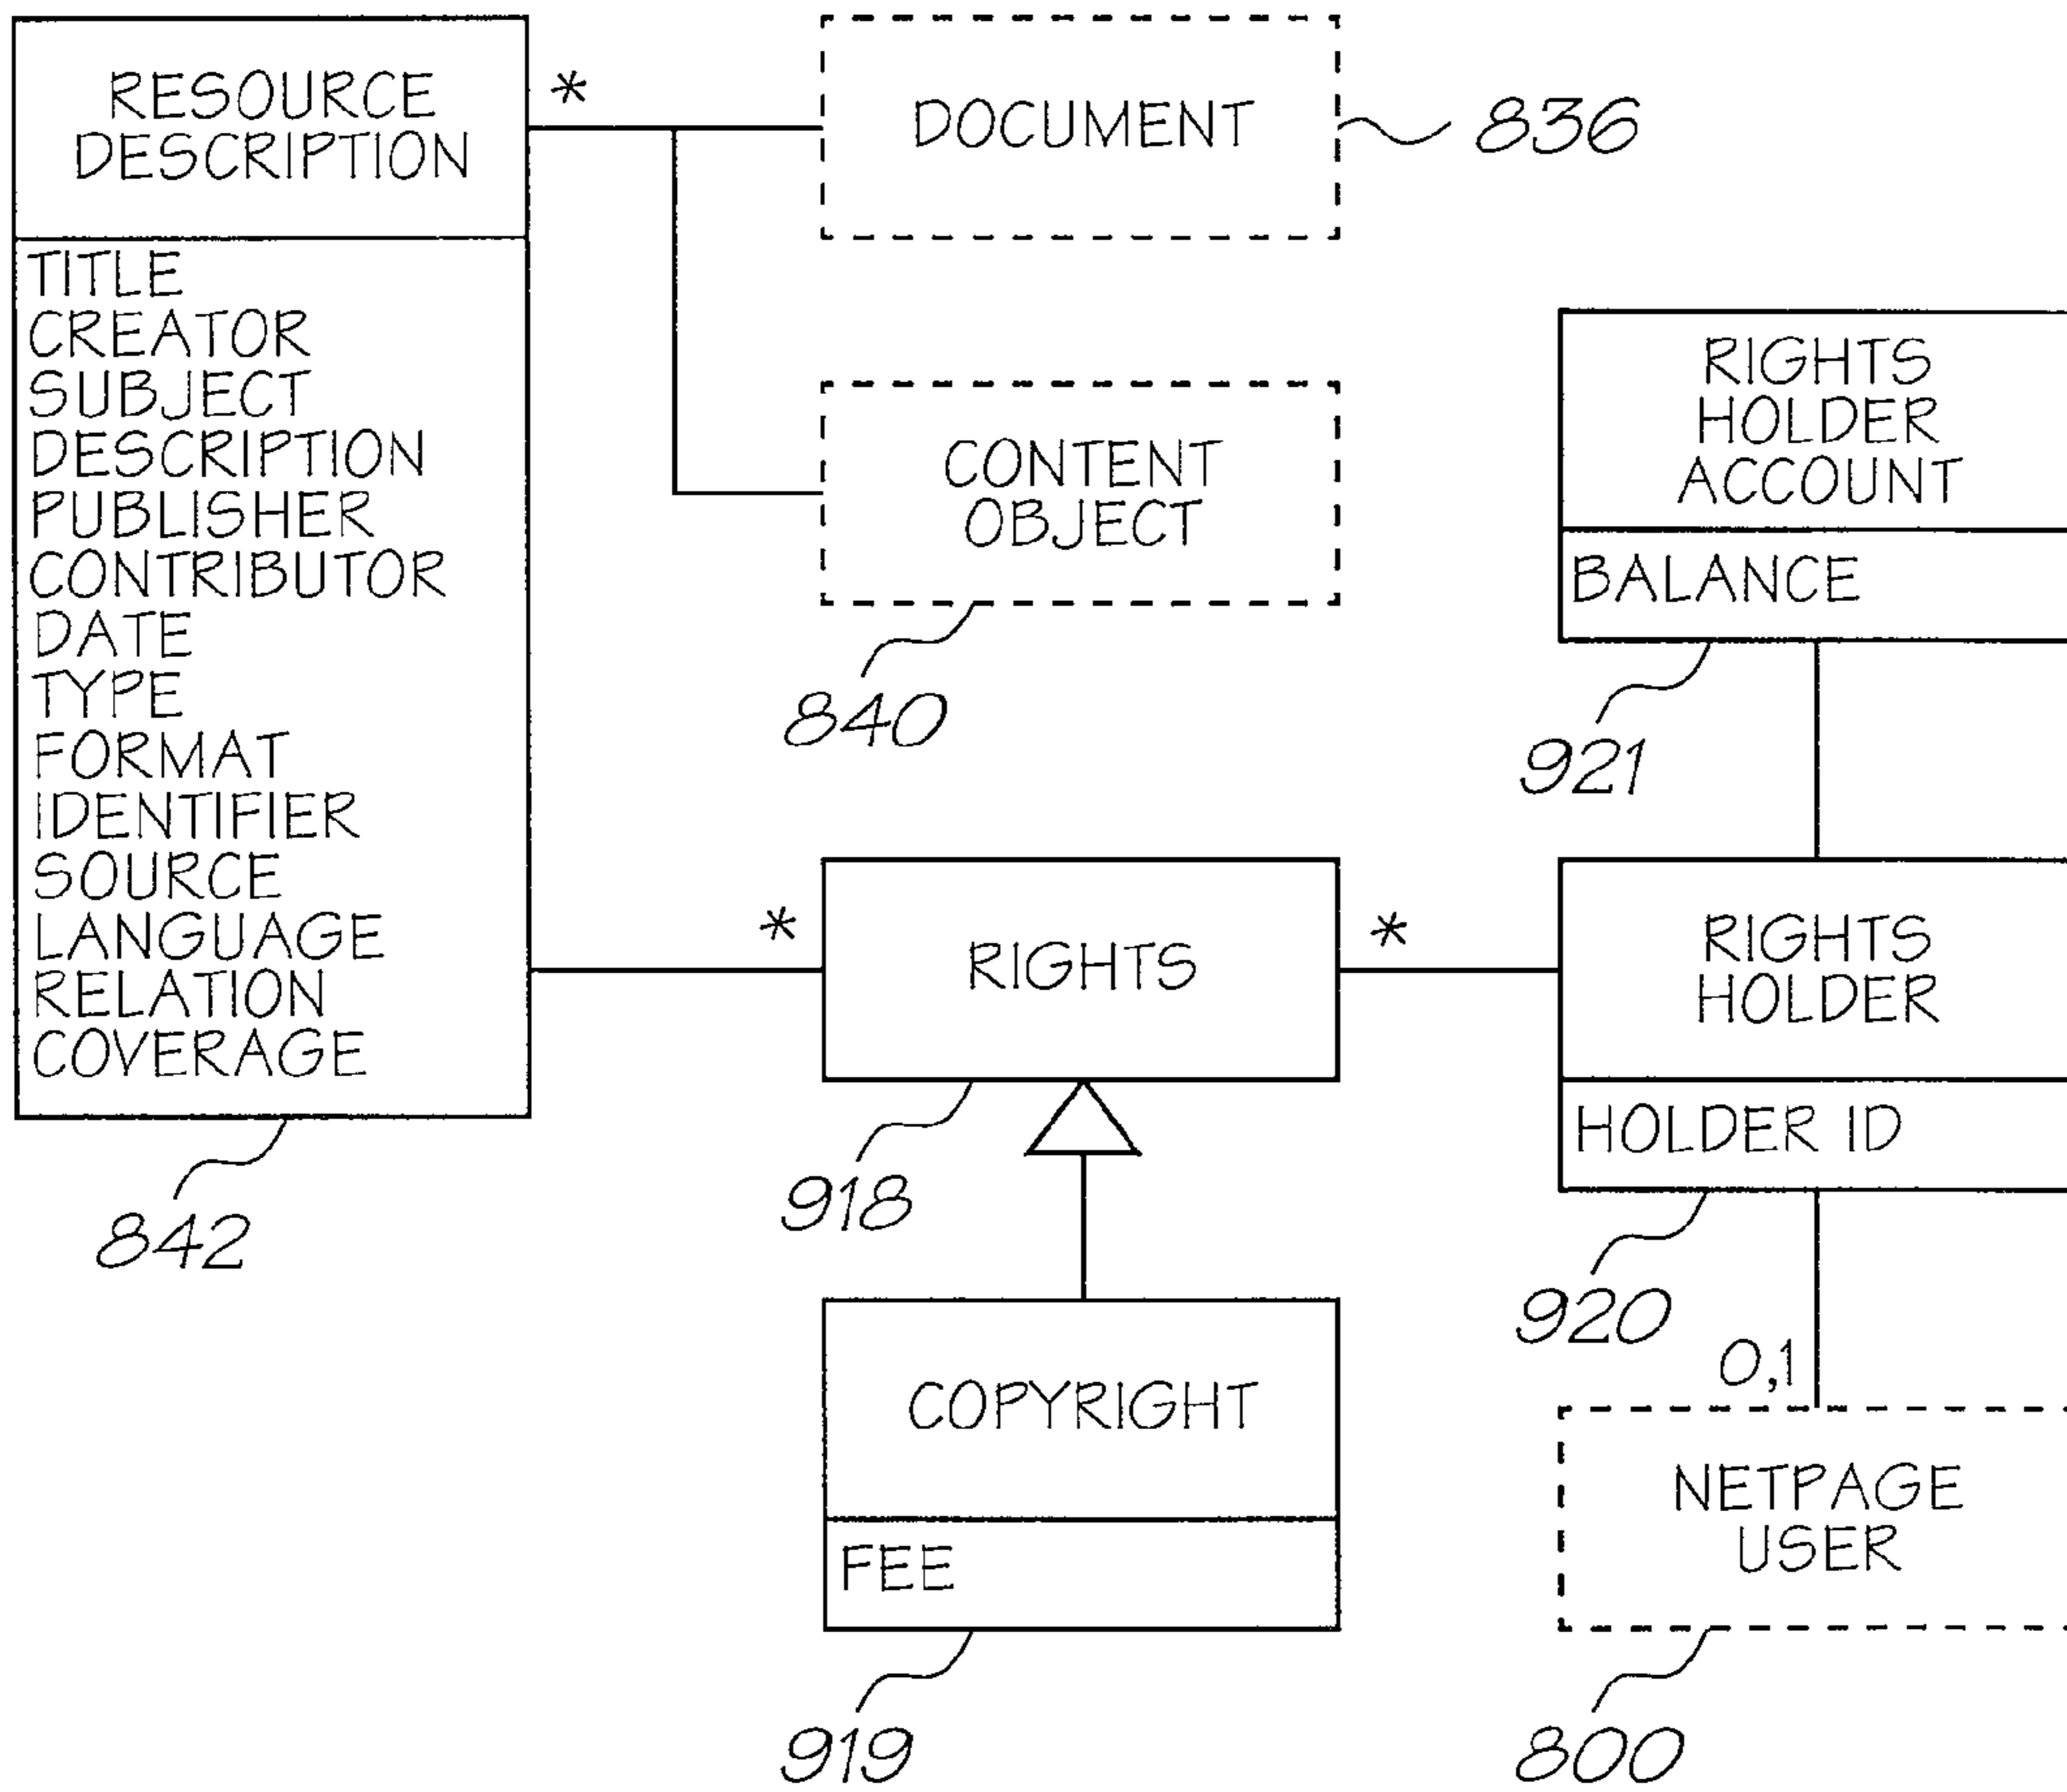 RESOURCE
DESCRIPTION
*
TITLE
CREATOR
SUBJECT
DESCRIPTION
PUBLISHER
CONTRIBUTOR
DATE
TYPE
FORMAT
IDENTIFIER
SOURCE
LANGUAGE
RELATION
COVERAGE
842
DOCUMENT
836
CONTENT
OBJECT
840
*
RIGHTS
*
918
COPYRIGHT
FEE
919
RIGHTS
HOLDER
ACCOUNT
BALANCE
921
RIGHTS
HOLDER
HOLDER ID
920
0,1
NETPAGE
USER
800